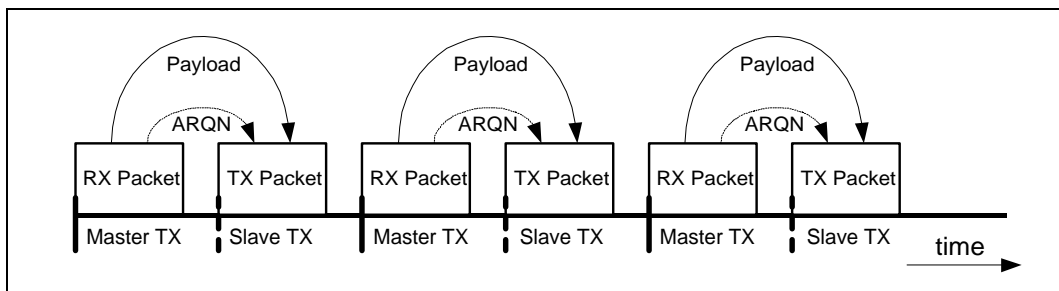 Payload Payload Payload
ARQN ARQN ARQN
RX Packet TX Packet RX Packet TX Packet RX Packet TX Packet
Master TX Slave TX Master TX Slave TX Master TX Slave TX
time